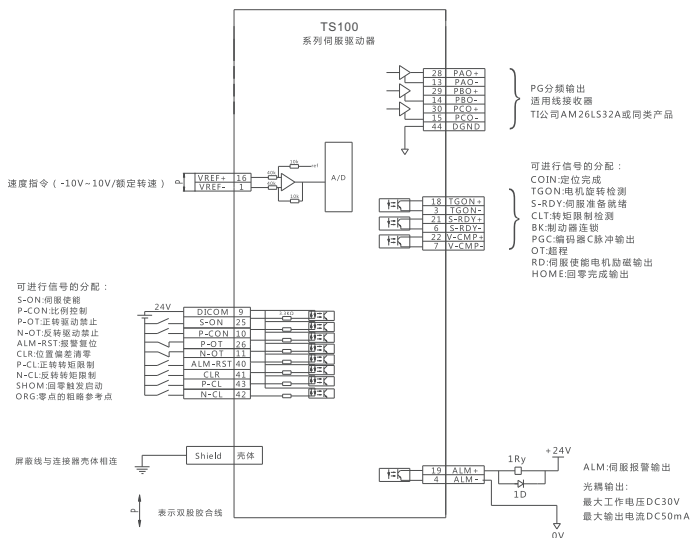 TS100
系列伺服驱动器
28 PAO+
13 PAO-
29 PBO+
14 PBO-
30 PCO+
15 PCO-
44 DGND
PG分频输出
适用线接收器
TI公司AM26LS32A或同类产品
速度指令（-10V~10V/额定转速）
P
VREF+ 16
VREF- 1
40k
40k
10k
10k
vref
A/D
18 TGON+
3 TGON-
21 S-RDY+
6 S-RDY-
22 V-CMP+
7 V-CMP-
可进行信号的分配：
COIN:定位完成
TGON:电机旋转检测
S-RDY:伺服准备就绪
CLT:转矩限制检测
BK:制动器连锁
PGC:编码器C脉冲输出
OT:超程
RD:伺服使能电机励磁输出
HOME:回零完成输出
可进行信号的分配：
S-ON:伺服使能
P-CON:比例控制
P-OT:正转驱动禁止
N-OT:反转驱动禁止
ALM-RST:报警复位
CLR:位置偏差清零
P-CL:正转转矩限制
N-CL:反转转矩限制
SHOM:回零触发启动
ORG:零点的粗略参考点
24V
DICOM 9
S-ON 25
P-CON 10
P-OT 26
N-OT 11
ALM-RST 40
CLR 41
P-CL 43
N-CL 42
3.3KΩ
屏蔽线与连接器壳体相连
Shield 壳体
P
表示双股胶合线
19 ALM+
4 ALM-
1Ry
1D
+24V
0V
ALM:伺服报警输出
光耦输出:
最大工作电压DC30V
最大输出电流DC50mA